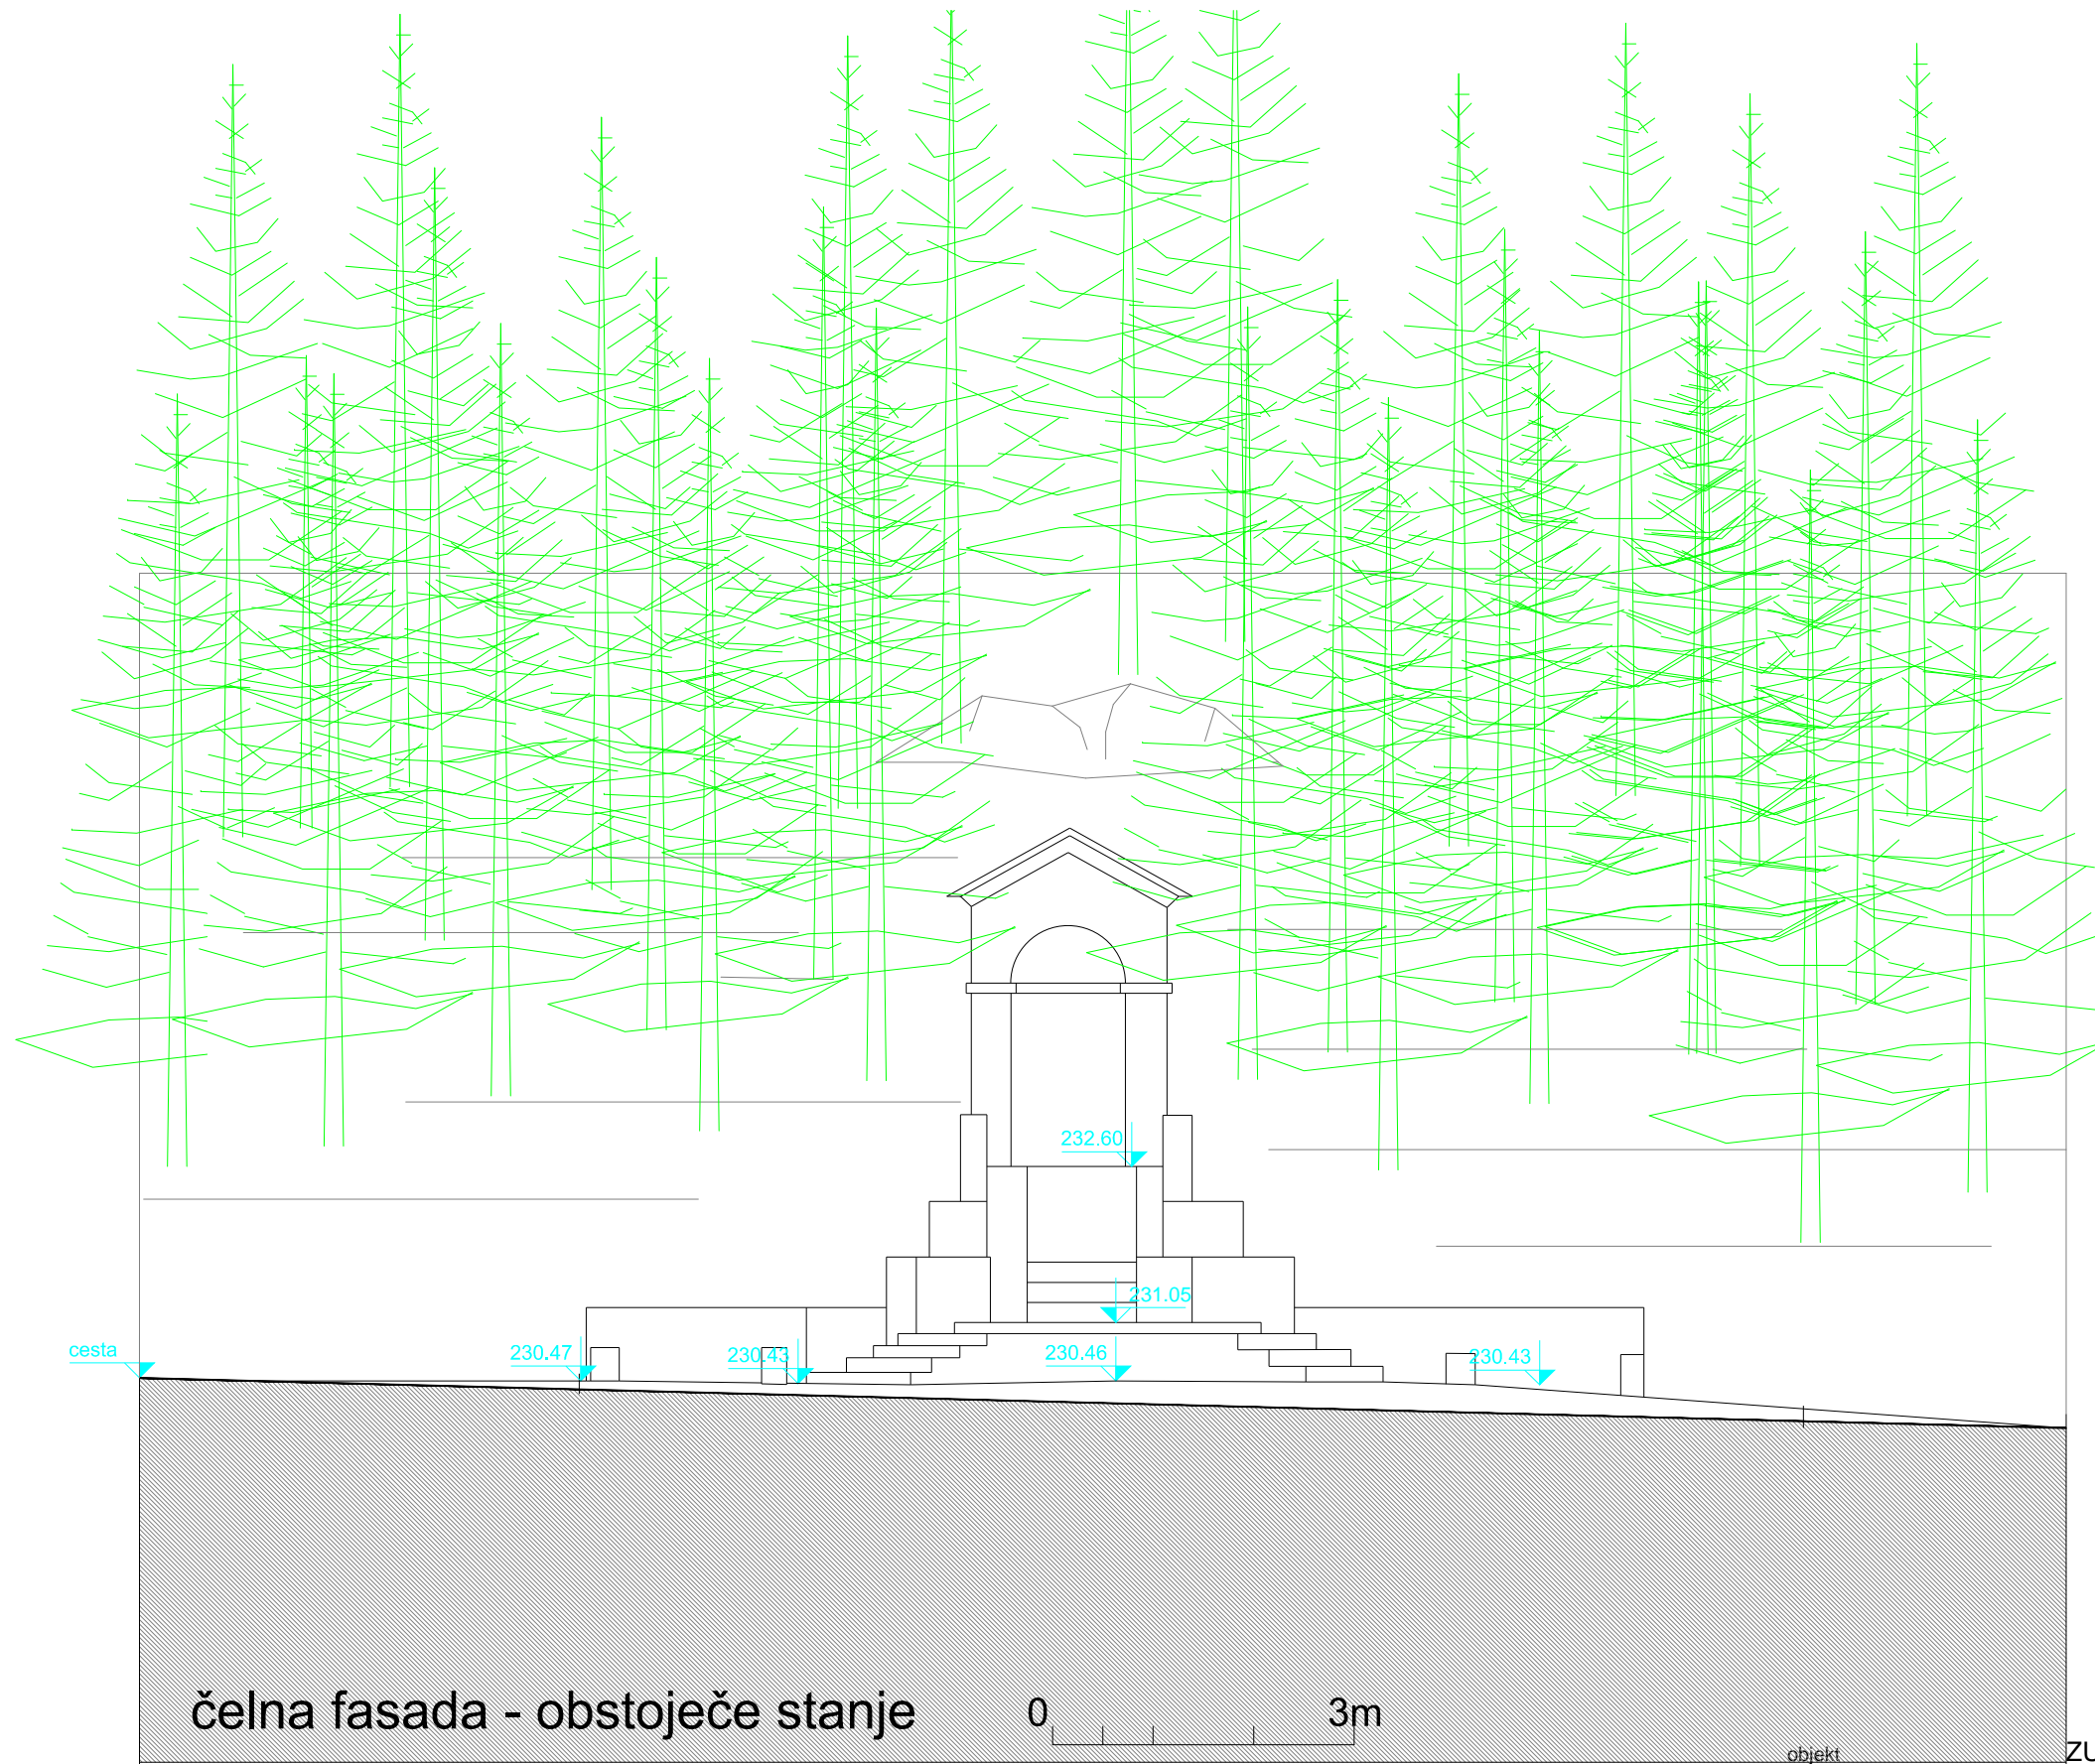 232.60
231.05
cesta
230.47
230.43
230.46
230.43
čelna fasada - obstoječe stanje
0
3m
objekt